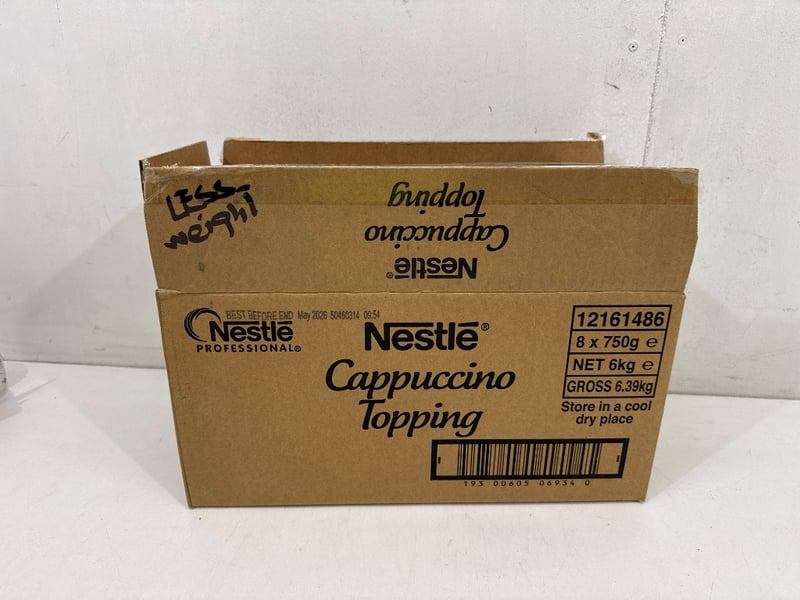 LESS
weight
Nestlé®
Cappuccino
Topping
BEST BEFORE END May 2026 50460314 09:54
Nestlé
PROFESSIONAL®
Nestlé®
Cappuccino
Topping
12161486
8 x 750g e
NET 6kg e
GROSS 6.39kg
Store in a cool
dry place
193 00605 06934 0